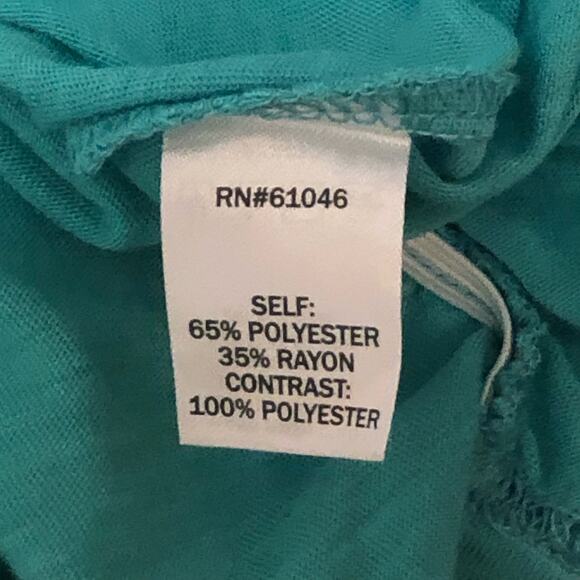 RN#61046
SELF:
65% POLYESTER
35% RAYON
CONTRAST:
100% POLYESTER